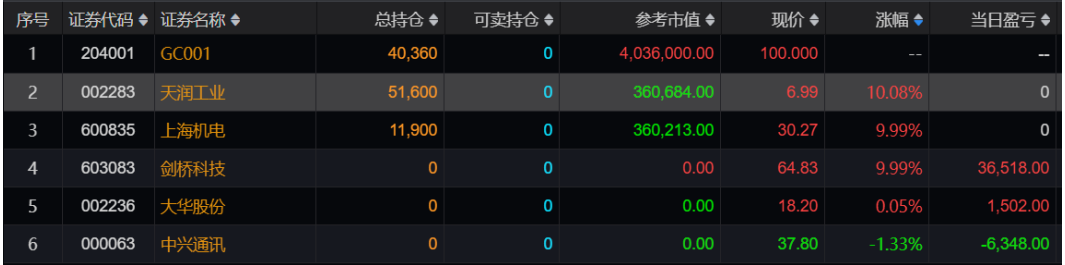 序号 证券代码 证券名称 总持仓 可卖持仓 参考市值 现价 涨幅 当日盈亏
1 204001 GC001 40,360 0 4,036,000.00 100.000 -- --
2 002283 天润工业 51,600 0 360,684.00 6.99 10.08% 0
3 600835 上海机电 11,900 0 360,213.00 30.27 9.99% 0
4 603083 剑桥科技 0 0 0.00 64.83 9.99% 36,518.00
5 002236 大华股份 0 0 0.00 18.20 0.05% 1,502.00
6 000063 中兴通讯 0 0 0.00 37.80 -1.33% -6,348.00